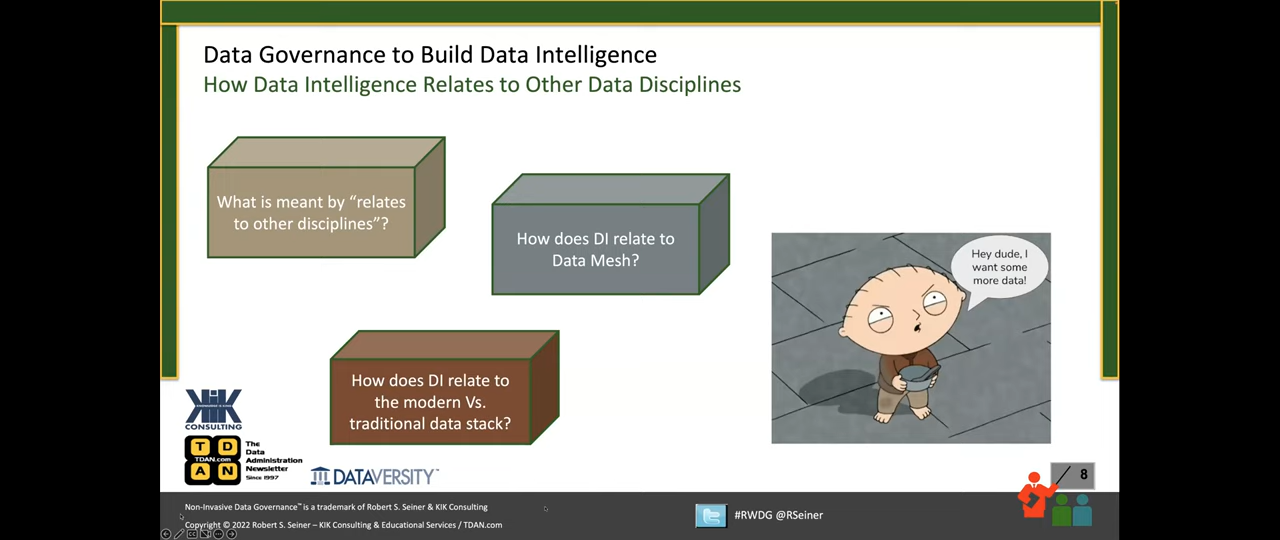 Data Governance to Build Data Intelligence
How Data Intelligence Relates to Other Data Disciplines
What is meant by “relates
to other disciplines”?
How does DI relate to
Data Mesh?
Hey dude, I
want some
more data!
How does DI relate to
the modern Vs.
traditional data stack?
KIK
CONSULTING
T D
TDAN.com
A N
The
Data
Administration
Newsletter
Since 1997
DATAVERSITY™
8
Non-Invasive Data Governance™ is a trademark of Robert S. Seiner & KIK Consulting
Copyright © 2022 Robert S. Seiner – KIK Consulting & Educational Services / TDAN.com
#RWDG @RSeiner